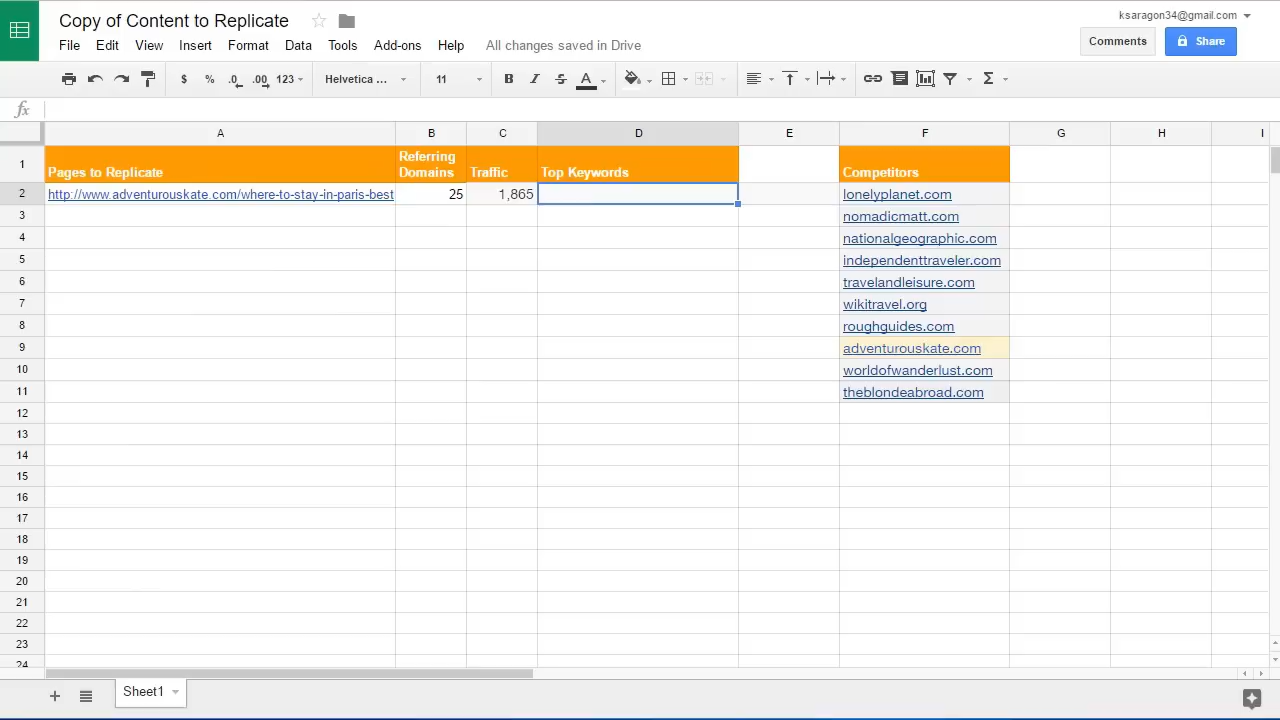 Copy of Content to Replicate
ksaragon34@gmail.com
File Edit View Insert Format Data Tools Add-ons Help All changes saved in Drive
Comments Share
$ % .0 .00 123 Helvetica ... 11 B I S A Σ
fx
A B C D E F G H I
1 Pages to Replicate Referring Domains Traffic Top Keywords Competitors
2 http://www.adventurouskate.com/where-to-stay-in-paris-best 25 1,865 lonelyplanet.com
3 nomadicmatt.com
4 nationalgeographic.com
5 independenttraveler.com
6 travelandleisure.com
7 wikitravel.org
8 roughguides.com
9 adventurouskate.com
10 worldofwanderlust.com
11 theblondeabroad.com
12
13
14
15
16
17
18
19
20
21
22
23
24
+ Sheet1